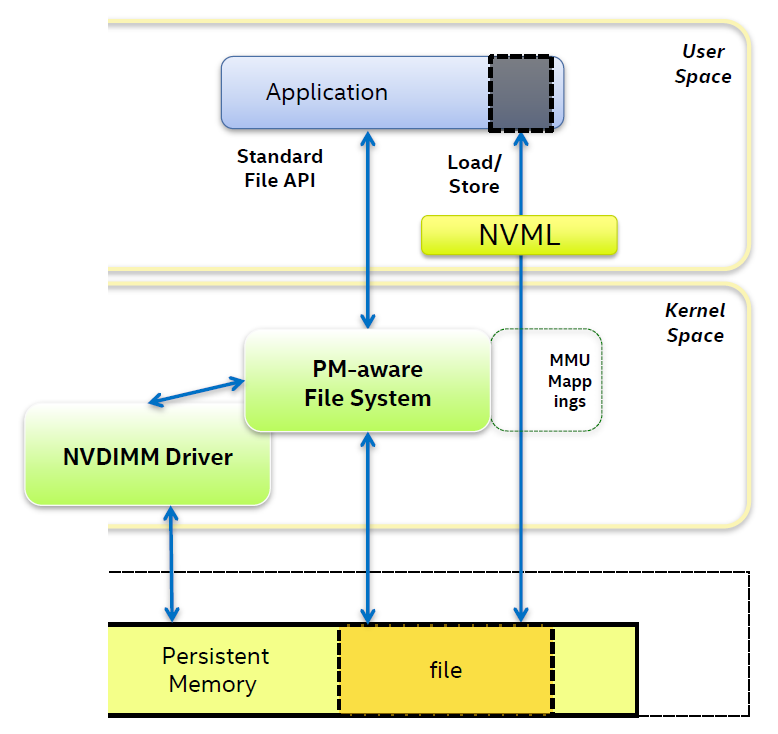 User
Space
Application
Standard
File API
Load/
Store
NVML
Kernel
Space
PM-aware
File System
MMU
Mapp
ings
NVDIMM Driver
Persistent
Memory
file